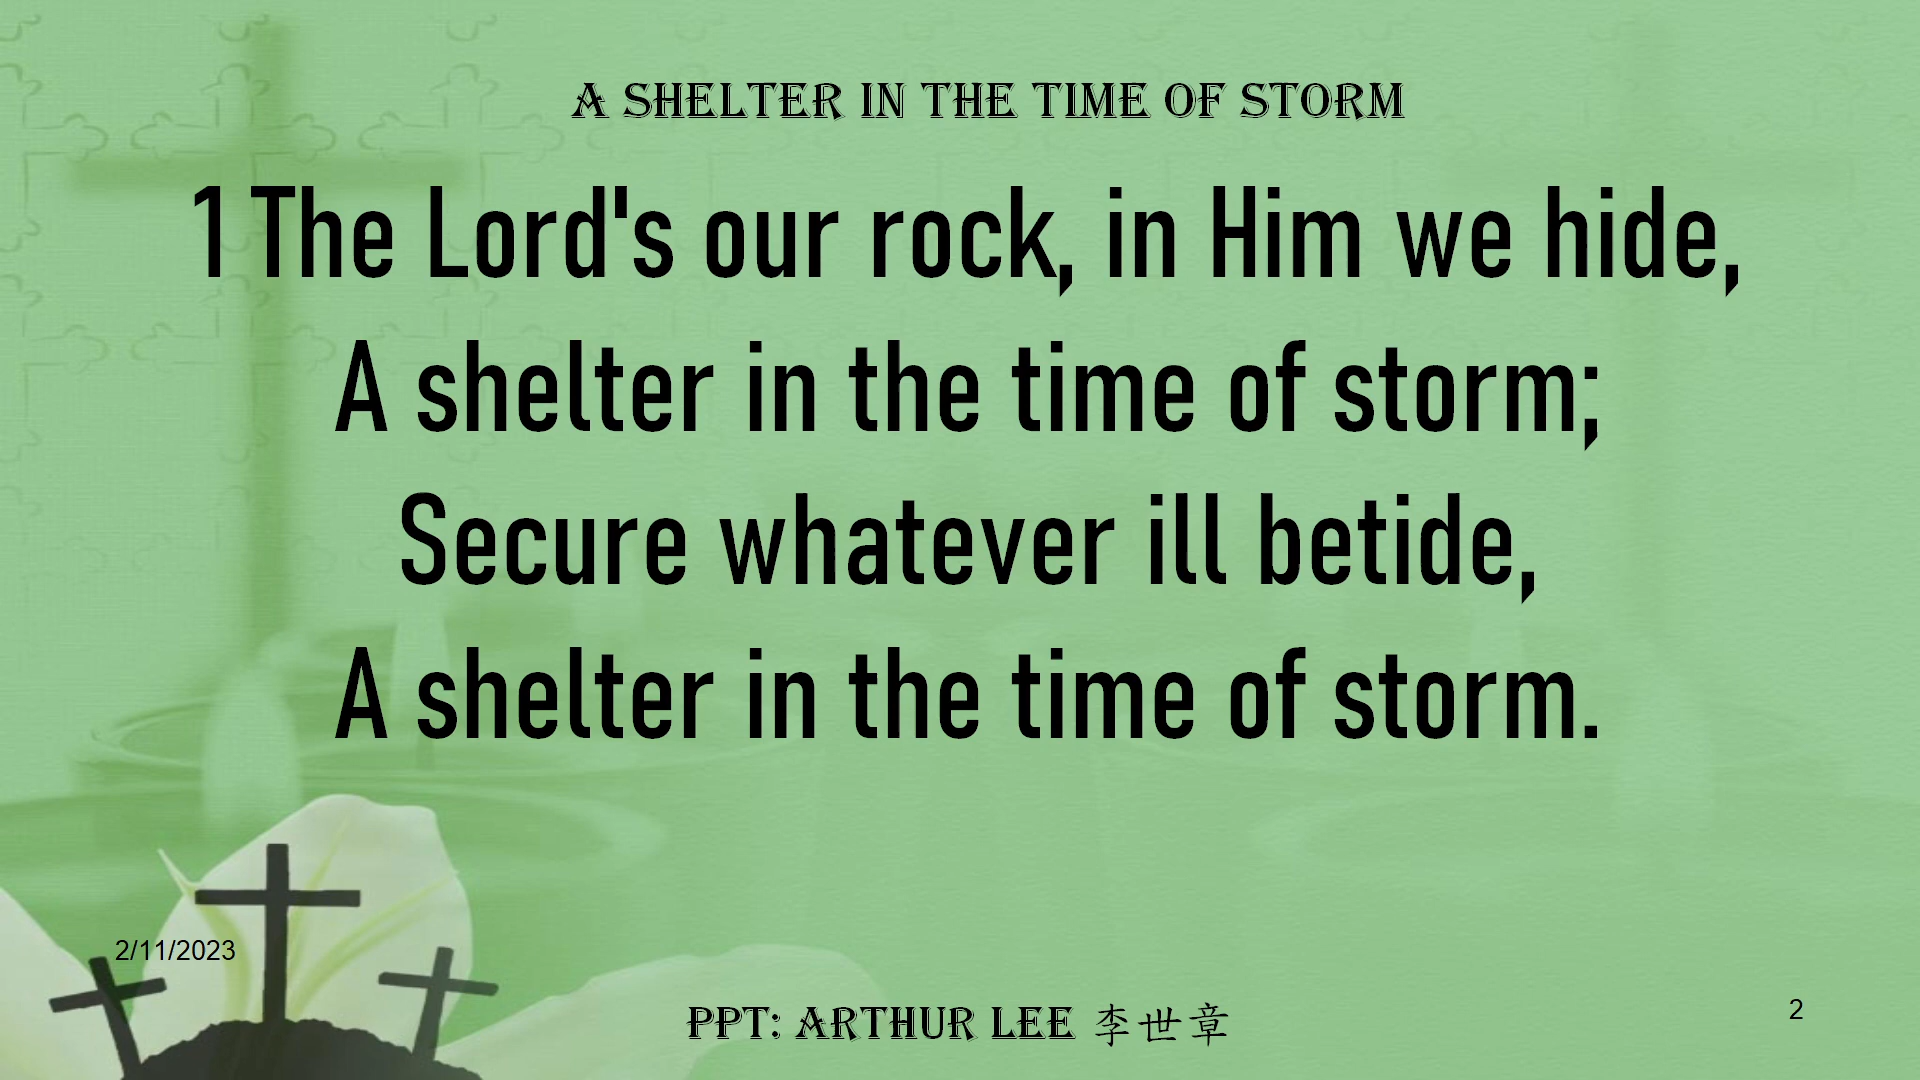 A SHELTER IN THE TIME OF STORM
1 The Lord's our rock, in Him we hide,
A shelter in the time of storm;
Secure whatever ill betide,
A shelter in the time of storm.
2/11/2023
PPT: ARTHUR LEE 李世章
2